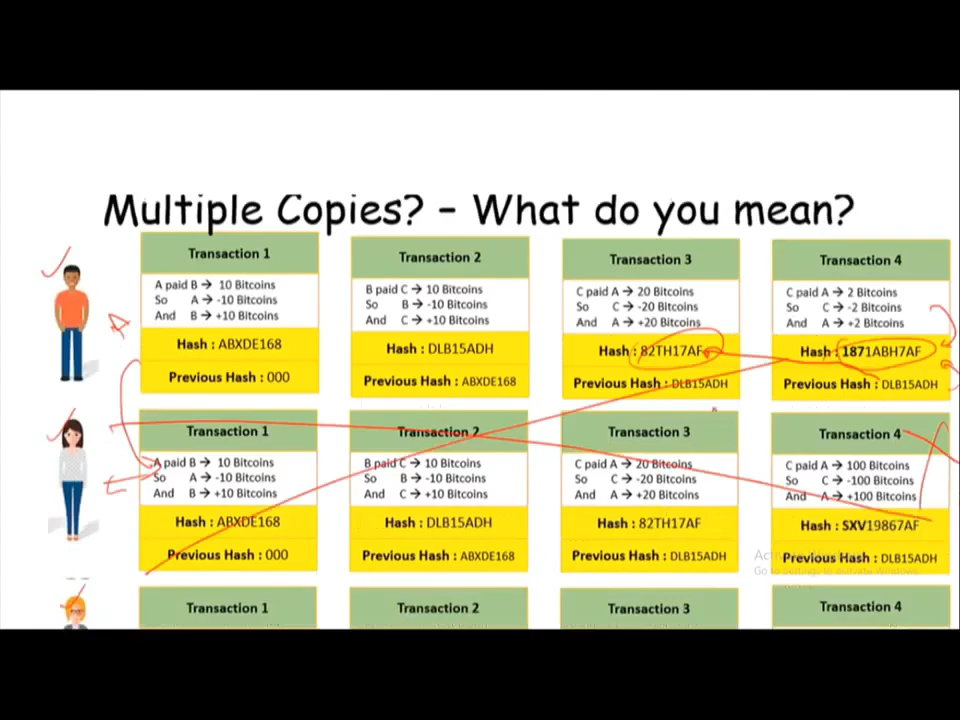 Multiple Copies? – What do you mean?
Transaction 1
A paid B → 10 Bitcoins
So A → -10 Bitcoins
And B → +10 Bitcoins
Hash : ABXDE168
Previous Hash : 000
Transaction 2
B paid C → 10 Bitcoins
So B → -10 Bitcoins
And C → +10 Bitcoins
Hash : DLB15ADH
Previous Hash : ABXDE168
Transaction 3
C paid A → 20 Bitcoins
So C → -20 Bitcoins
And A → +20 Bitcoins
Hash : 82TH17AF
Previous Hash : DLB15ADH
Transaction 4
C paid A → 2 Bitcoins
So C → -2 Bitcoins
And A → +2 Bitcoins
Hash : 1871ABH7AF
Previous Hash : DLB15ADH
A
Transaction 1
A paid B → 10 Bitcoins
So A → -10 Bitcoins
And B → +10 Bitcoins
Hash : ABXDE168
Previous Hash : 000
Transaction 2
B paid C → 10 Bitcoins
So B → -10 Bitcoins
And C → +10 Bitcoins
Hash : DLB15ADH
Previous Hash : ABXDE168
Transaction 3
C paid A → 20 Bitcoins
So C → -20 Bitcoins
And A → +20 Bitcoins
Hash : 82TH17AF
Previous Hash : DLB15ADH
Transaction 4
C paid A → 100 Bitcoins
So C → -100 Bitcoins
And A → +100 Bitcoins
Hash : SXV19867AF
Previous Hash : DLB15ADH
Transaction 1
Transaction 2
Transaction 3
Transaction 4